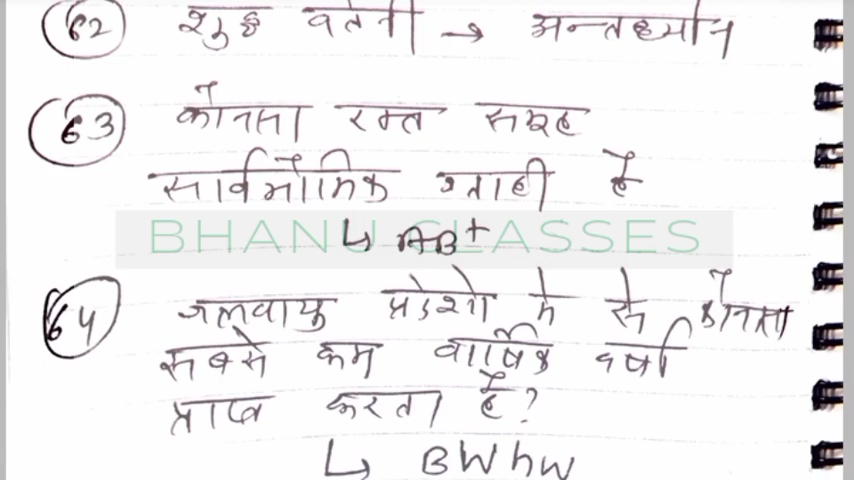 62 शुद्ध वर्तनी → अन्तर्ध्यान
63 कौनसा रक्त समूह
सार्वभौमिक ग्राही है
BHANU CLASSES
↳ AB+
64 जलवायु प्रदेशो मे से कौनसा
सबसे कम वार्षिक वर्षा
प्राप्त करता है?
↳ BWhw